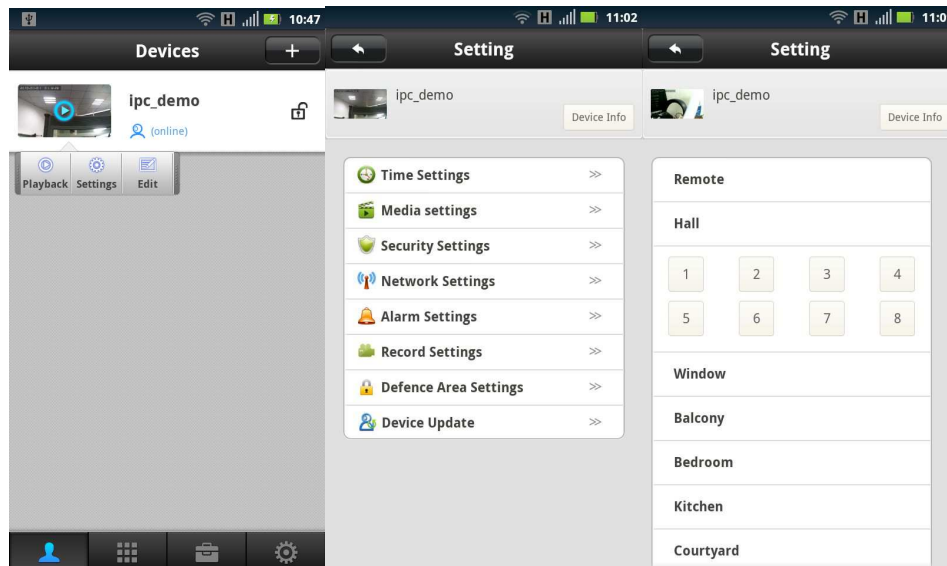 10:47
Devices
+
ipc_demo
(online)
Playback Settings Edit
H 11:02
Setting
ipc_demo
Device Info
Time Settings
Media settings
Security Settings
Network Settings
Alarm Settings
Record Settings
Defence Area Settings
Device Update
H
Setting
ipc_demo
Device Info
Remote
Hall
1 2 3 4
5 6 7 8
Window
Balcony
Bedroom
Kitchen
Courtyard